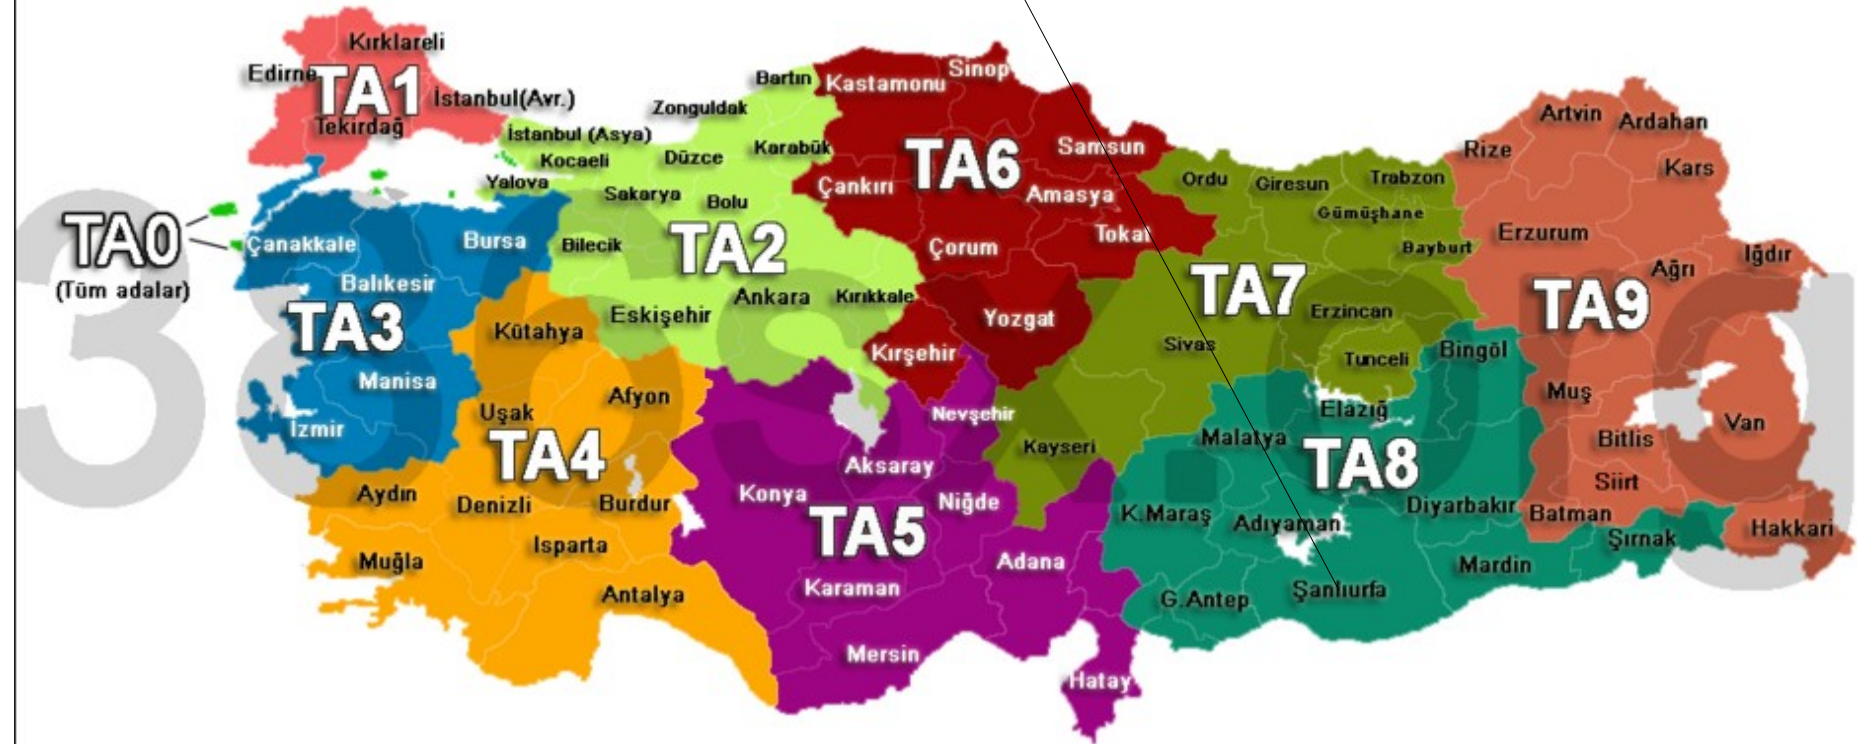 Kırklareli
Edirne
TA1
İstanbul(Avr.)
Tekirdağ
TA0
(Tüm adalar)
Bartın
Zonguldak
İstanbul (Asya)
Kocaeli
Düzce
Karabük
Yalova
Sakarya
Bolu
TA2
Bilecik
Ankara
Kırıkkale
Eskişehir
Çanakkale
Bursa
Balıkesir
TA3
Manisa
İzmir
Kütahya
Afyon
Uşak
TA4
Aydın
Denizli
Burdur
Isparta
Muğla
Antalya
Kastamonu
Sinop
TA6
Samsun
Çankırı
Amasya
Tokat
Çorum
Yozgat
Kırşehir
Nevşehir
Aksaray
Konya
Niğde
TA5
Adana
Karaman
Mersin
Hatay
Ordu
Giresun
Trabzon
Gümüşhane
Bayburt
TA7
Erzincan
Sivas
Tunceli
Kayseri
Bingöl
Elazığ
Malatya
TA8
K.Maraş
Adıyaman
Diyarbakır
G.Antep
Şanlıurfa
Mardin
Şırnak
Artvin
Ardahan
Rize
Kars
Erzurum
Ağrı
Iğdır
TA9
Muş
Van
Bitlis
Siirt
Batman
Hakkari